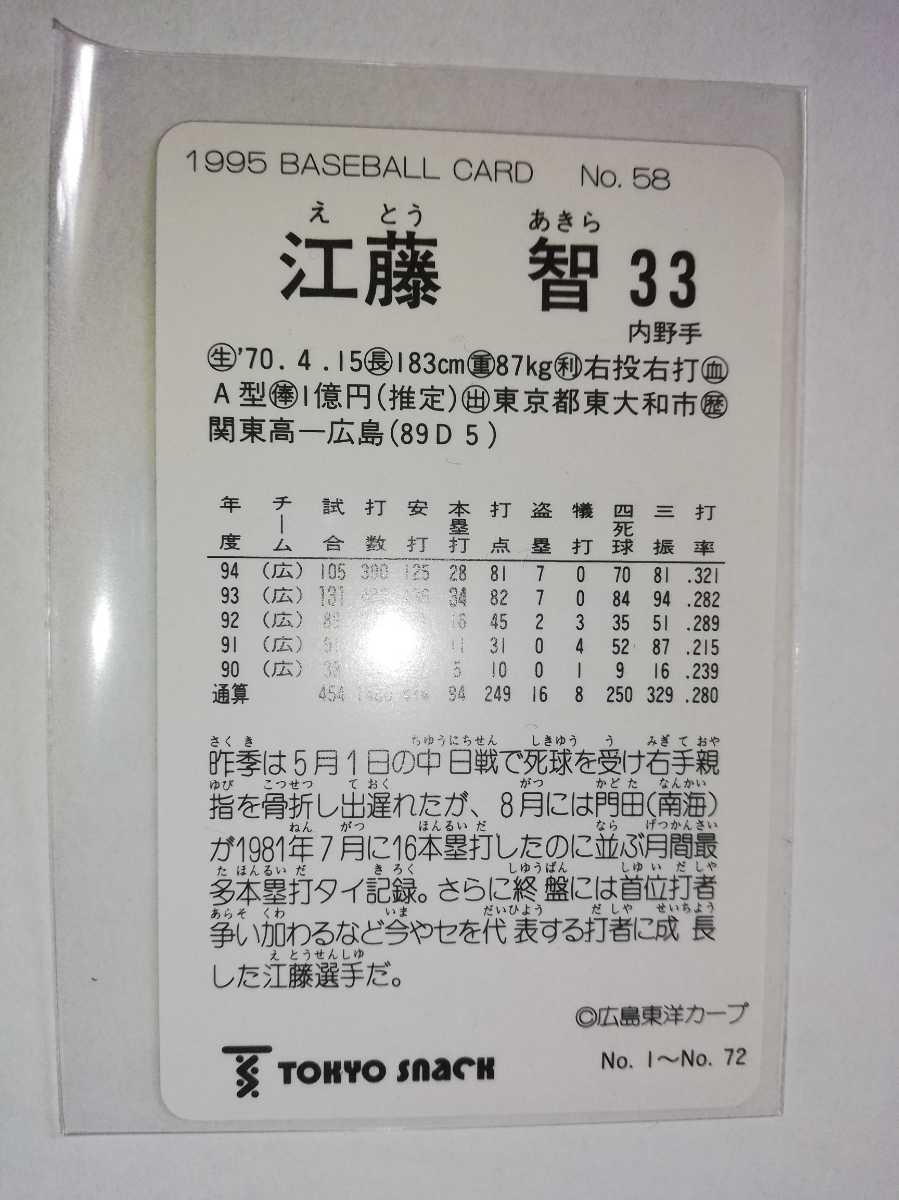 1995 BASEBALL CARD No. 58
え とう あきら
江藤 智 33
内野手
㊤'70. 4. 15㊐183cm㊥87kg㊒右投右打㊋
A型㊏1億円(推定)㊍東京都東大和市㊎
関東高―広島(89D5)
年度 チーム 試合 打数 安打 本塁打 打点 盗塁 犠打 四死球 三振 打率
94 (広) 105 390 125 28 81 7 0 70 81 .321
93 (広) 131 34 82 7 0 84 94 .282
92 (広) 16 45 2 3 35 51 .289
91 (広) 11 31 0 4 52 87 .215
90 (広) 5 10 0 1 9 16 .239
通算 454 94 249 16 8 250 329 .280
さくき ちゅうにちせん しきゅう う みぎ て おや
昨季は5月1日の中日戦で死球を受け右手親
ゆび こっせつ で おく がつ かどた なんかい
指を骨折し出遅れたが、8月には門田(南海)
ねん がつ ほんるい だ なら げっかんさい
が1981年7月に16本塁打したのに並ぶ月間最
た ほんるい だ きろく しゅうばん しゅい だ しゃ
多本塁打タイ記録。さらに終盤には首位打者
あらそ くわ いま だいひょう だ しゃ せいちょう
争い加わるなど今やセを代表する打者に成長
え とうせんしゅ
した江藤選手だ。
©広島東洋カープ
TOKYO SNACK
No. 1～No. 72